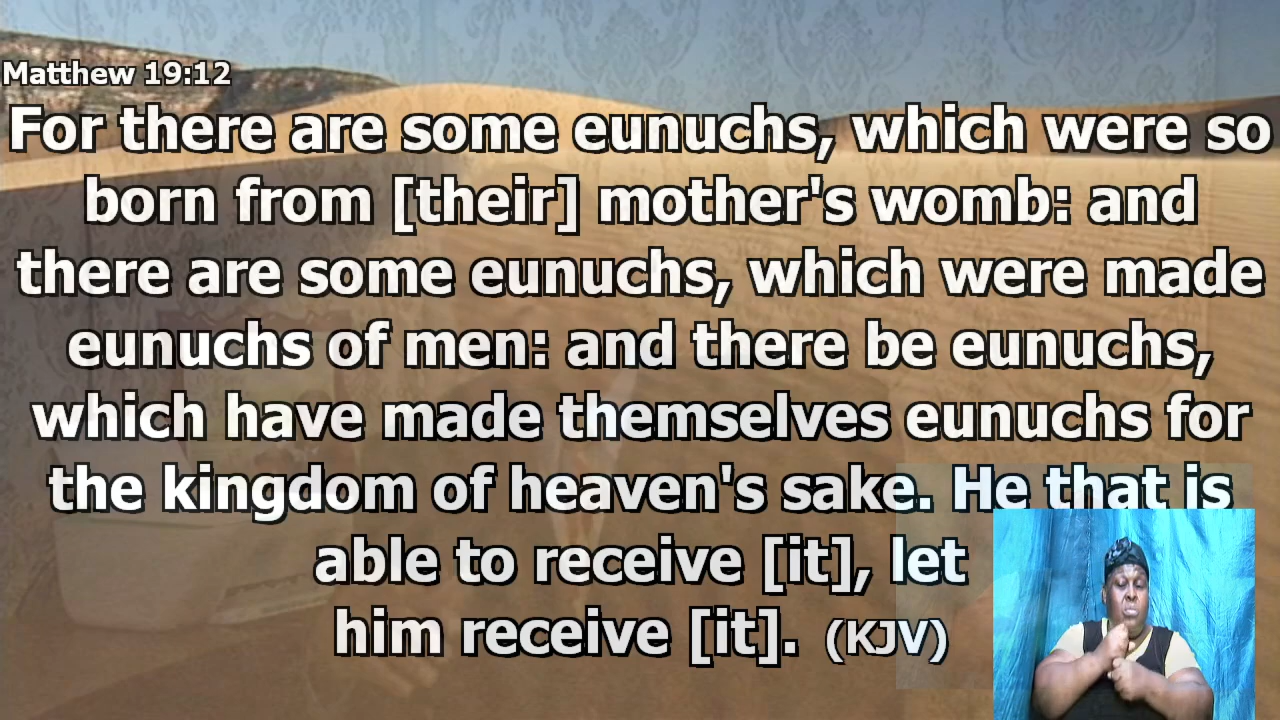 Matthew 19:12
For there are some eunuchs, which were so
born from [their] mother's womb: and
there are some eunuchs, which were made
eunuchs of men: and there be eunuchs,
which have made themselves eunuchs for
the kingdom of heaven's sake. He that is
able to receive [it], let
him receive [it]. (KJV)